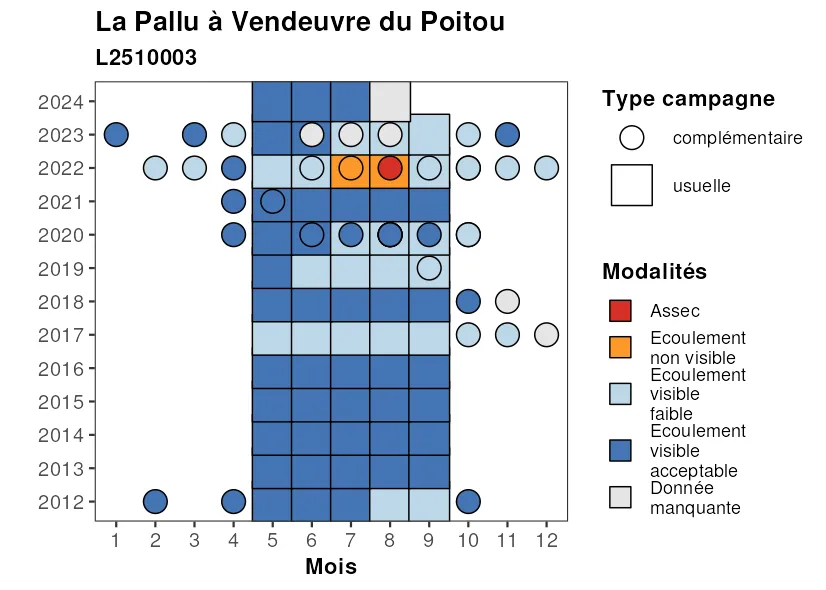 La Pallu à Vendeuvre du Poitou
L2510003
2024
2023
2022
2021
2020
2019
2018
2017
2016
2015
2014
2013
2012
1 2 3 4 5 6 7 8 9 10 11 12
Mois
Type campagne
complémentaire
usuelle
Modalités
Assec
Ecoulement
non visible
Ecoulement
visible
faible
Ecoulement
visible
acceptable
Donnée
manquante